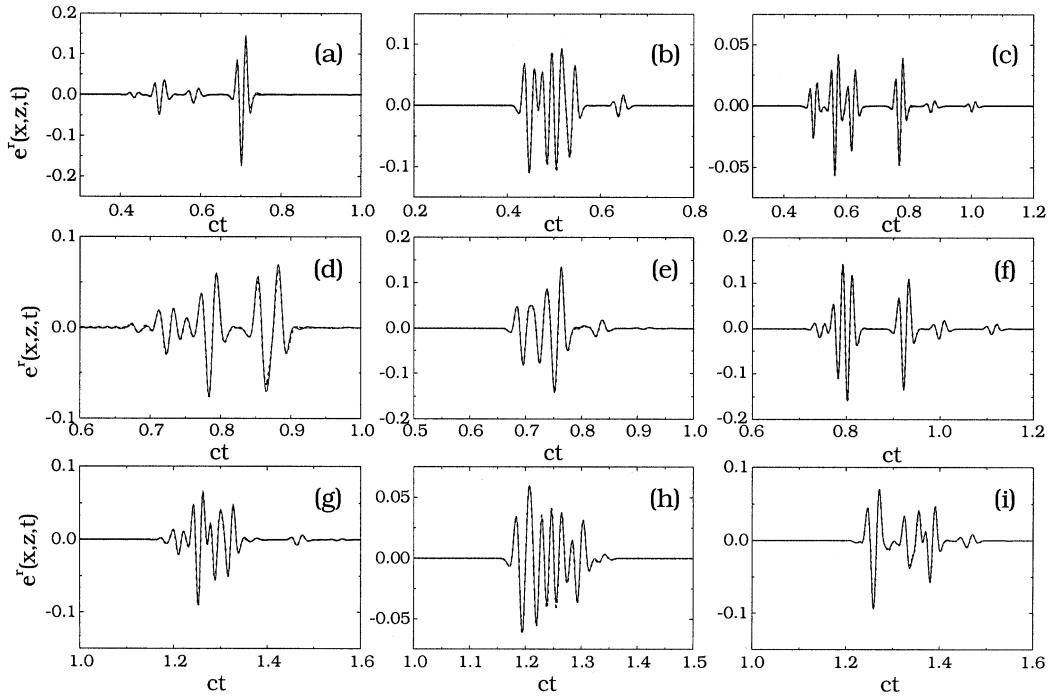 0.2 0.1 0.0 -0.1 -0.2
e^r(x,z,t)
(a)
0.4 0.6 0.8 1.0
ct
0.1 0.0 -0.1
(b)
0.2 0.4 0.6 0.8
ct
0.05 0.00 -0.05
(c)
0.4 0.6 0.8 1.0 1.2
ct
0.1 0.0 -0.1
e^r(x,z,t)
(d)
0.6 0.7 0.8 0.9 1.0
ct
0.2 0.1 0.0 -0.1 -0.2
(e)
0.5 0.6 0.7 0.8 0.9 1.0
ct
0.2 0.1 0.0 -0.1 -0.2
(f)
0.6 0.8 1.0 1.2
ct
0.1 0.0 -0.1
e^r(x,z,t)
(g)
1.0 1.2 1.4 1.6
ct
0.05 0.00 -0.05
(h)
1.0 1.1 1.2 1.3 1.4 1.5
ct
0.1 0.0 -0.1
(i)
1.0 1.2 1.4 1.6
ct